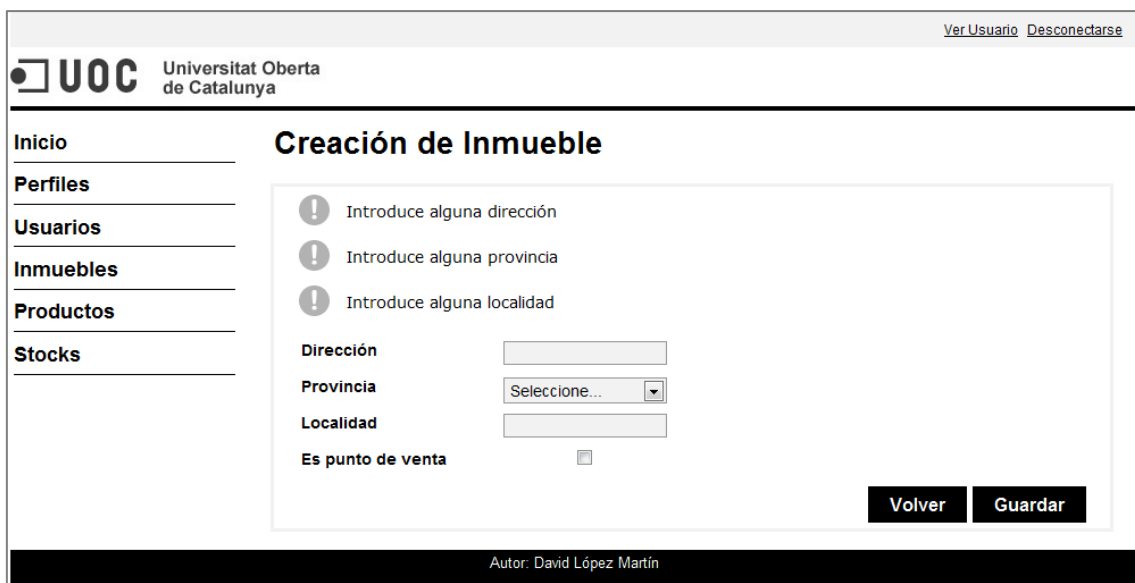 Ver Usuario Desconectarse
UOC Universitat Oberta
de Catalunya
Inicio
Perfiles
Usuarios
Inmuebles
Productos
Stocks
Creación de Inmueble
Introduce alguna dirección
Introduce alguna provincia
Introduce alguna localidad
Dirección
Provincia Seleccione...
Localidad
Es punto de venta
Volver Guardar
Autor: David López Martín